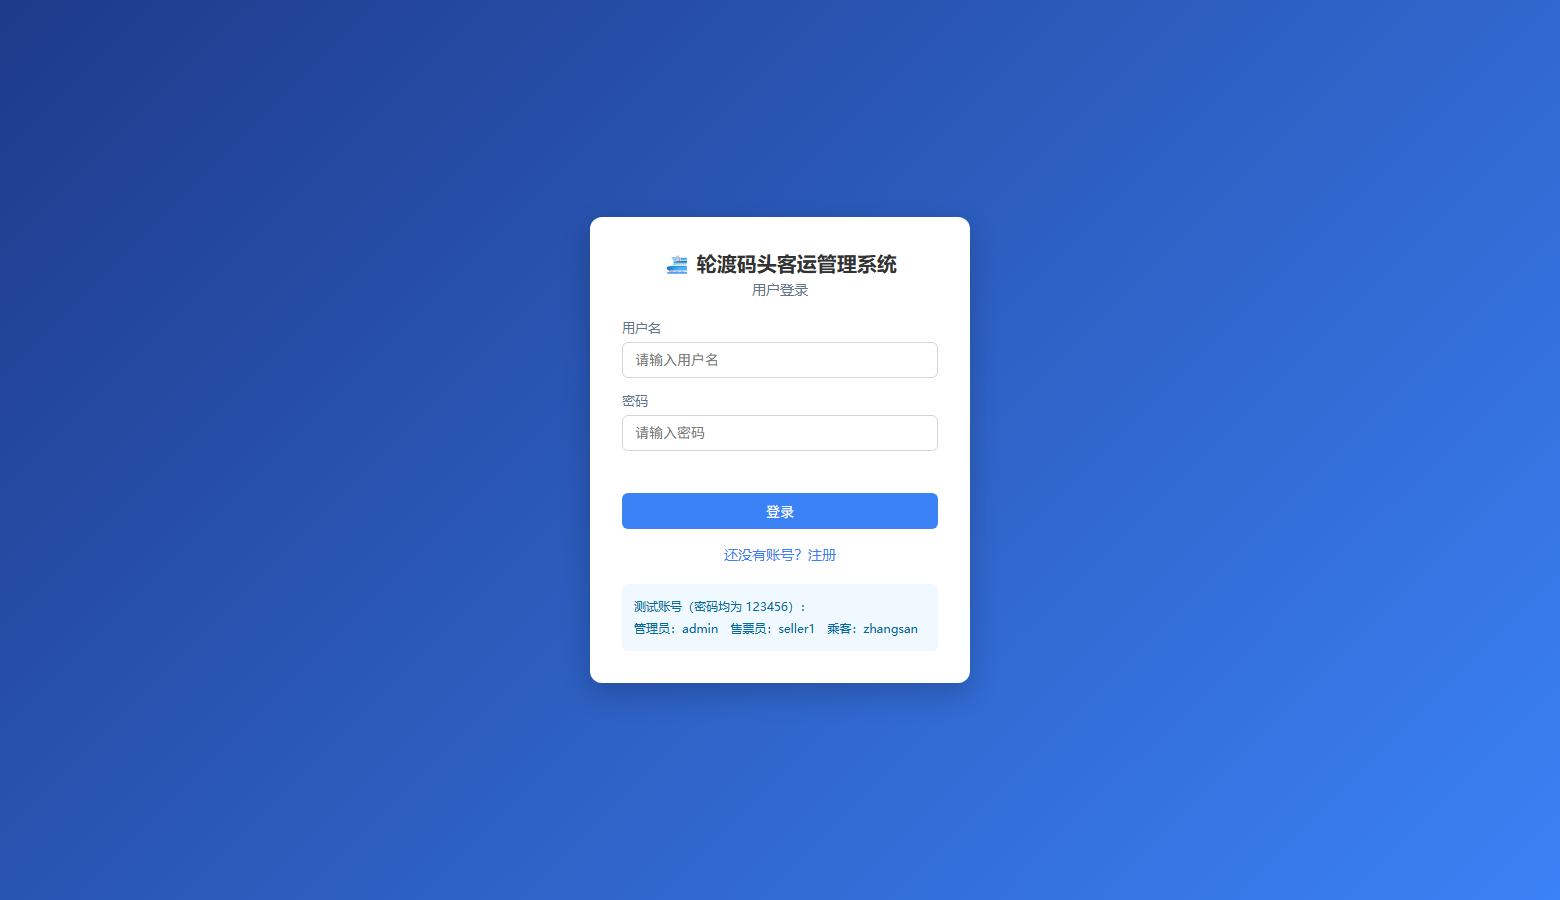 轮渡码头客运管理系统
用户登录
用户名
请输入用户名
密码
请输入密码
登录
还没有账号？注册
测试账号（密码均为 123456）：
管理员：admin 售票员：seller1 乘客：zhangsan